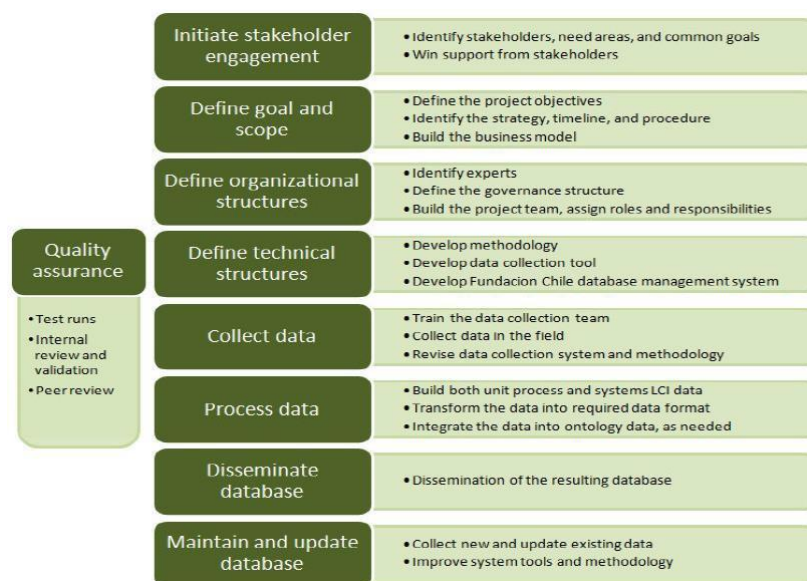 Initiate stakeholder
engagement
• Identify stakeholders, need areas, and common goals
• Win support from stakeholders
Define goal and
scope
• Define the project objectives
• Identify the strategy, timeline, and procedure
• Build the business model
Define organizational
structures
• Identify experts
• Define the governance structure
• Build the project team, assign roles and responsibilities
Quality
assurance
• Test runs
• Internal
review and
validation
• Peer review
Define technical
structures
• Develop methodology
• Develop data collection tool
• Develop Fundacion Chile database management system
Collect data
• Train the data collection team
• Collect data in the field
• Revise data collection system and methodology
Process data
• Build both unit process and systems LCI data
• Transform the data into required data format
• Integrate the data into ontology data, as needed
Disseminate
database
• Dissemination of the resulting database
Maintain and update
database
• Collect new and update existing data
• Improve system tools and methodology